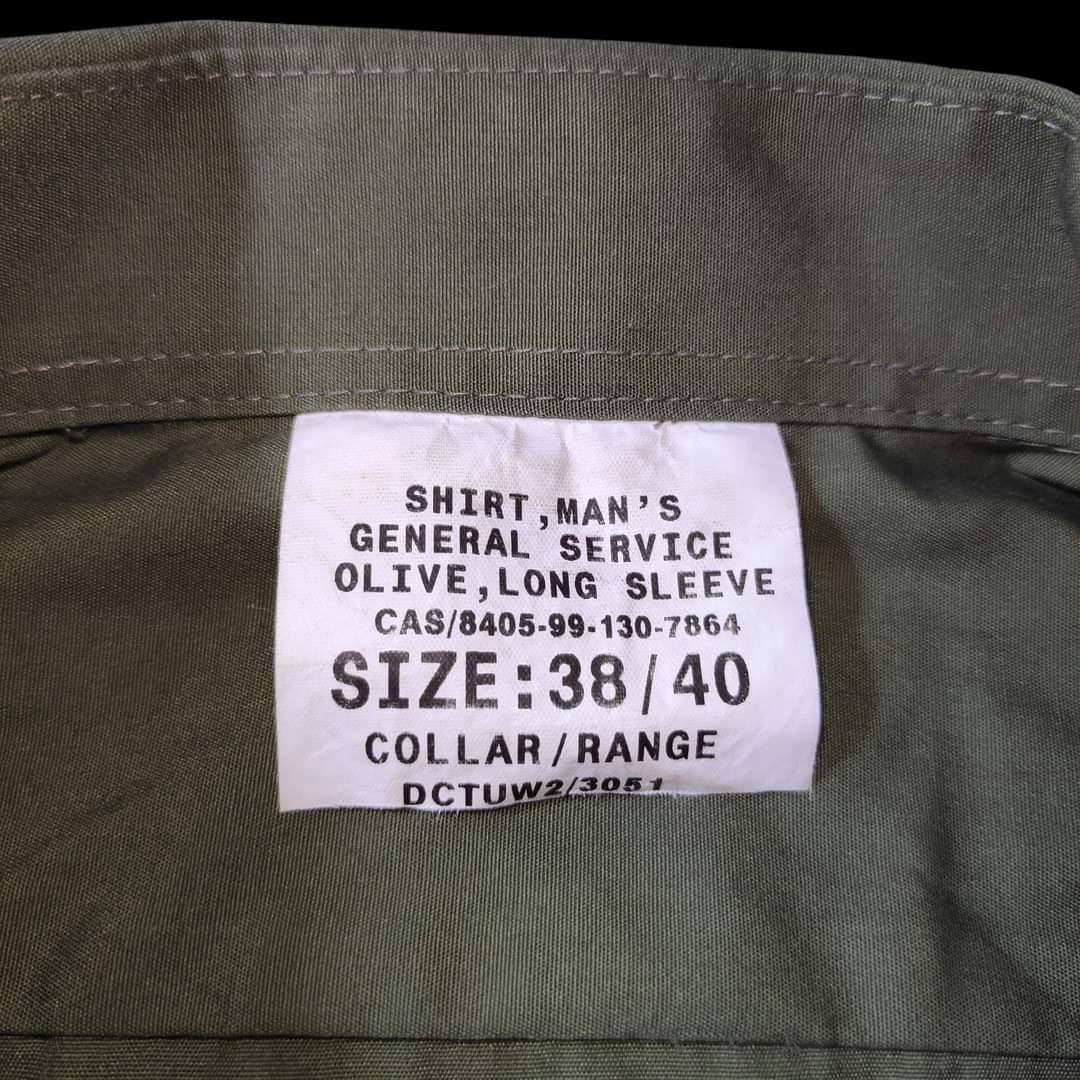 SHIRT,MAN'S
GENERAL SERVICE
OLIVE,LONG SLEEVE
CAS/8405-99-130-7864
SIZE:38/40
COLLAR/RANGE
DCTUW2/3051